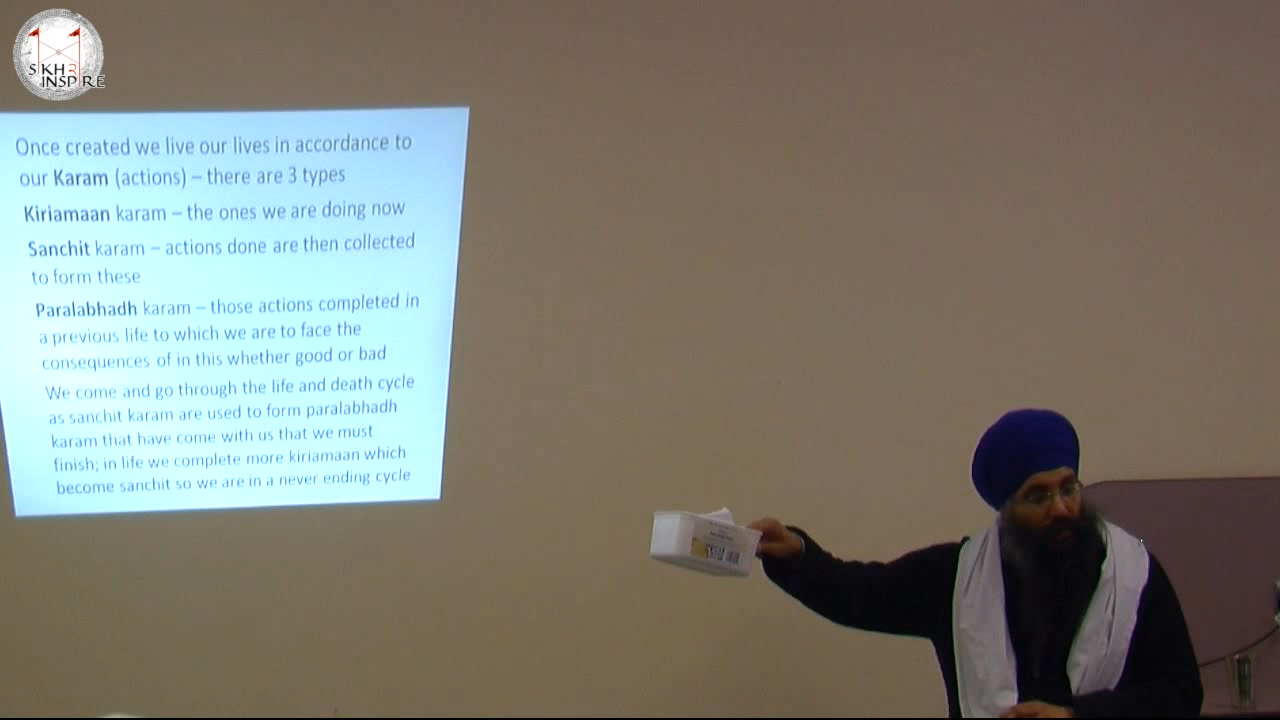 SIKH 2
INSPIRE
Once created we live our lives in accordance to
our Karam (actions) – there are 3 types
Kiriamaan karam – the ones we are doing now
Sanchit karam – actions done are then collected
to form these
Paralabhadh karam – those actions completed in
a previous life to which we are to face the
consequences of in this whether good or bad
We come and go through the life and death cycle
as sanchit karam are used to form paralabhadh
karam that have come with us that we must
finish; in life we complete more kiriamaan which
become sanchit so we are in a never ending cycle